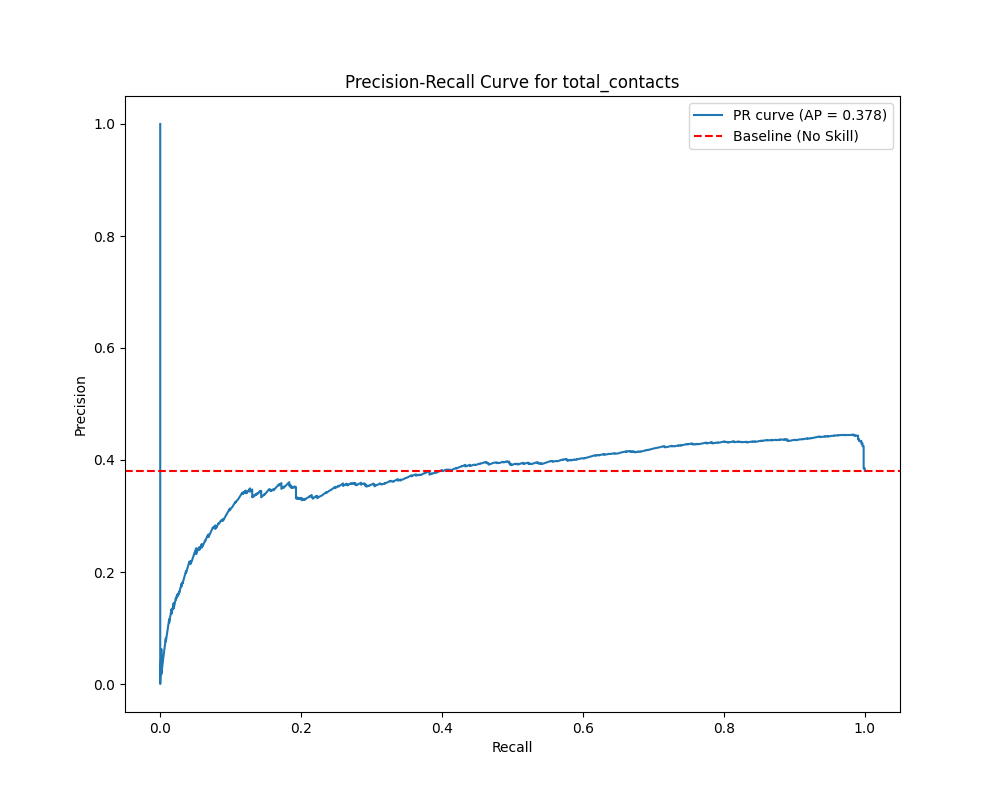 Precision-Recall Curve for total_contacts
PR curve (AP = 0.378)
Baseline (No Skill)
1.0
0.8
0.6
0.4
0.2
0.0
Precision
0.0
0.2
0.4
0.6
0.8
1.0
Recall